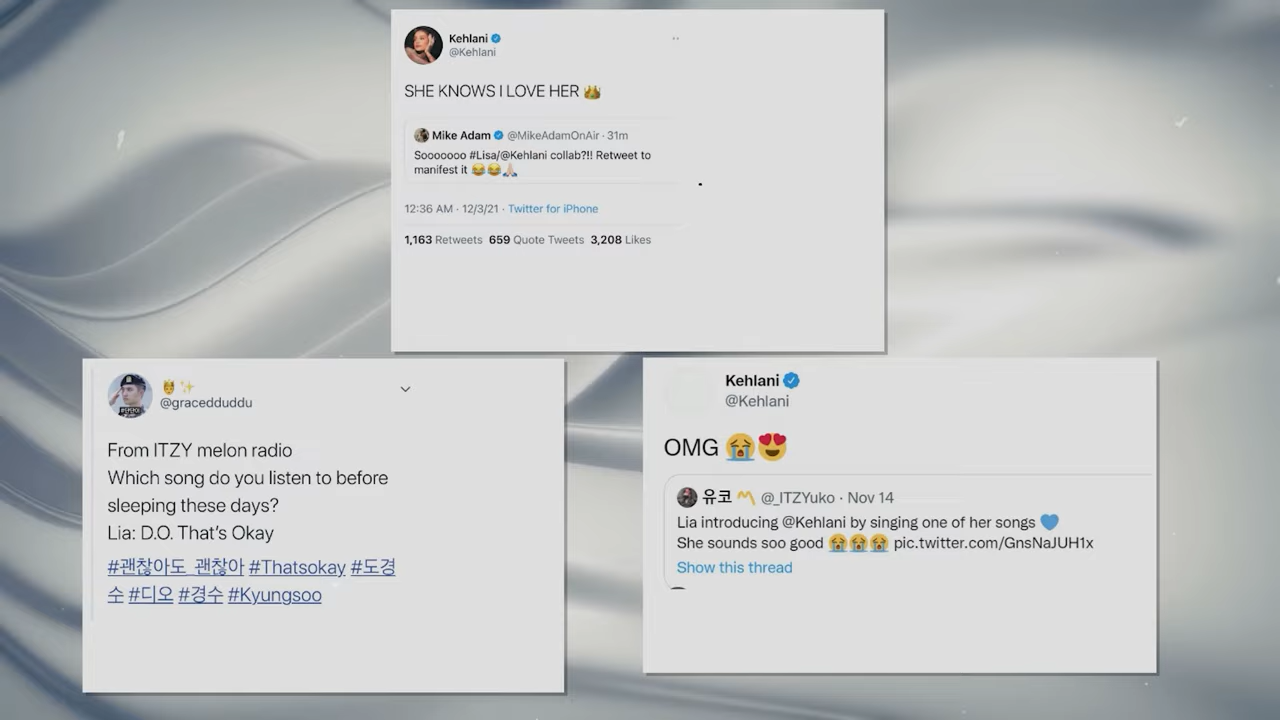 Kehlani
@Kehlani
SHE KNOWS I LOVE HER 👑
Mike Adam @MikeAdamOnAir · 31m
Sooooooo #Lisa/@Kehlani collab?!! Retweet to
manifest it 😂😂🙏🏻
12:36 AM · 12/3/21 · Twitter for iPhone
1,163 Retweets 659 Quote Tweets 3,208 Likes
@gracedduddu
From ITZY melon radio
Which song do you listen to before
sleeping these days?
Lia: D.O. That's Okay
#괜찮아도_괜찮아 #Thatsokay #도경
수 #디오 #경수 #Kyungsoo
Kehlani
@Kehlani
OMG 😭😍
유코 〽️ @_ITZYuko · Nov 14
Lia introducing @Kehlani by singing one of her songs 💙
She sounds soo good 😭😭😭 pic.twitter.com/GnsNaJUH1x
Show this thread